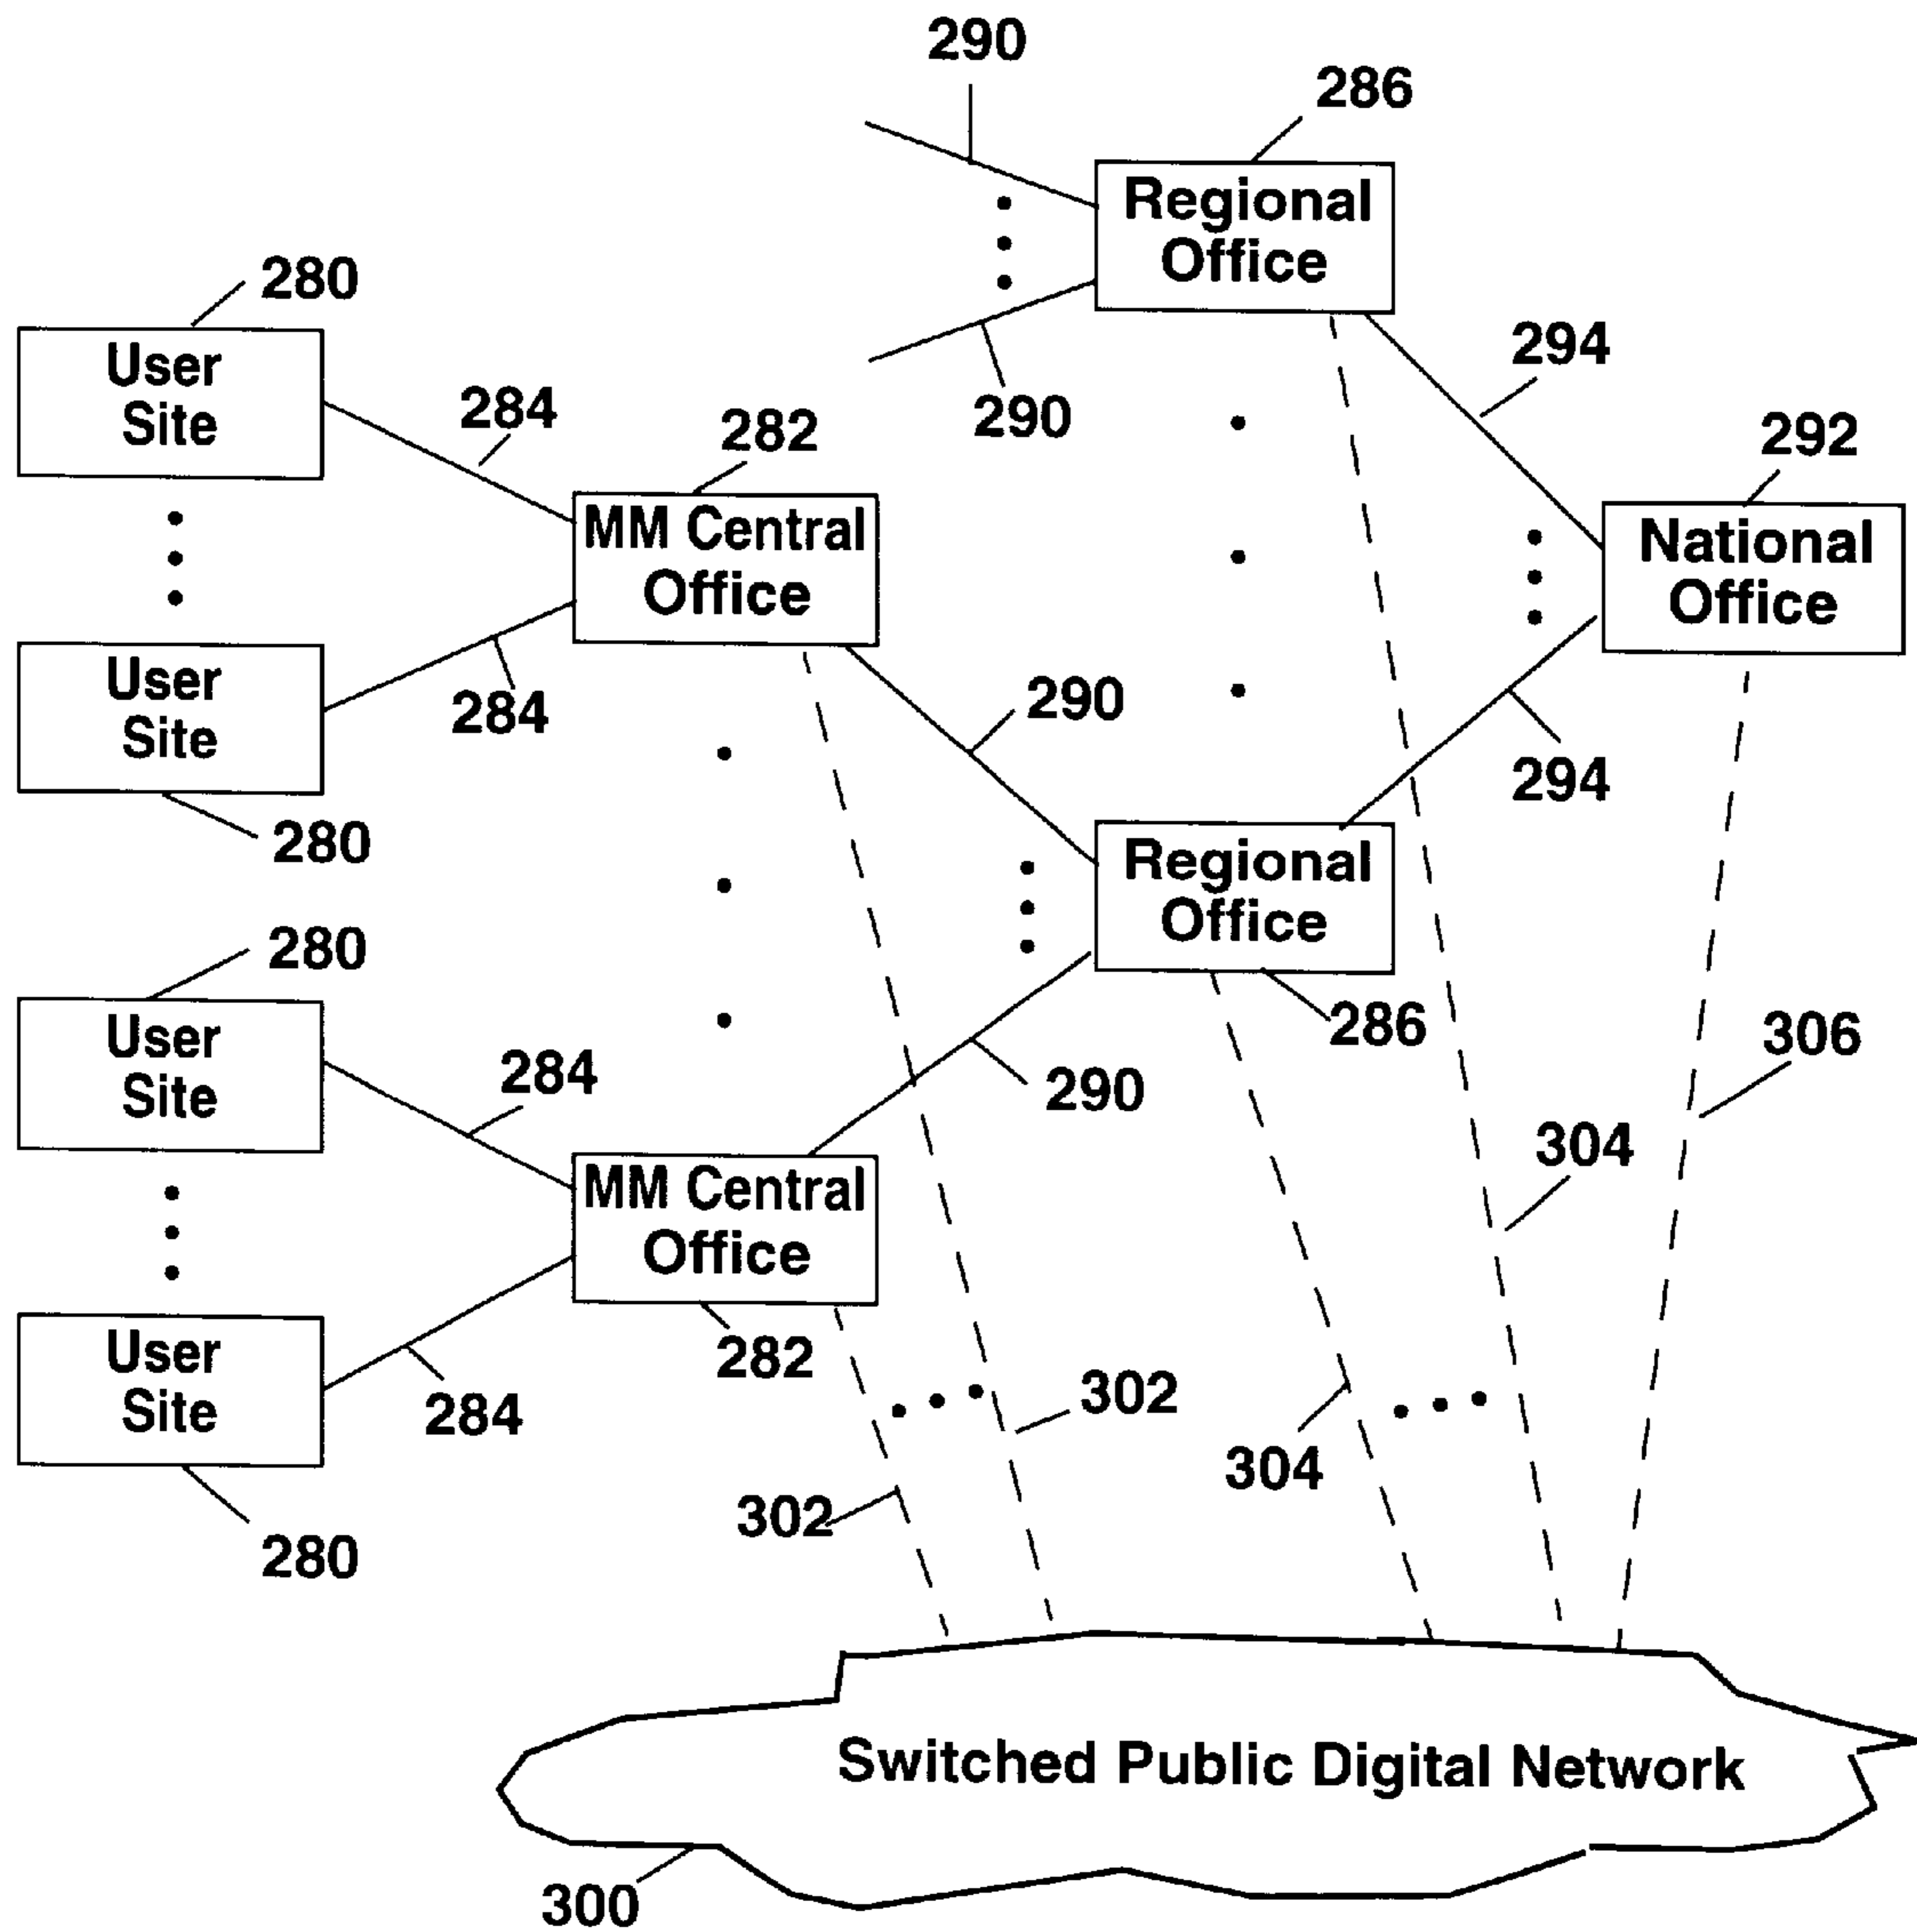 290
286
Regional
Office
280
User
Site
284
282
290
294
292
MM Central
Office
National
Office
User
Site
284
290
294
280
Regional
Office
280
286
User
Site
284
290
306
304
MM Central
Office
282
302
User
Site
284
304
302
280
Switched Public Digital Network
300